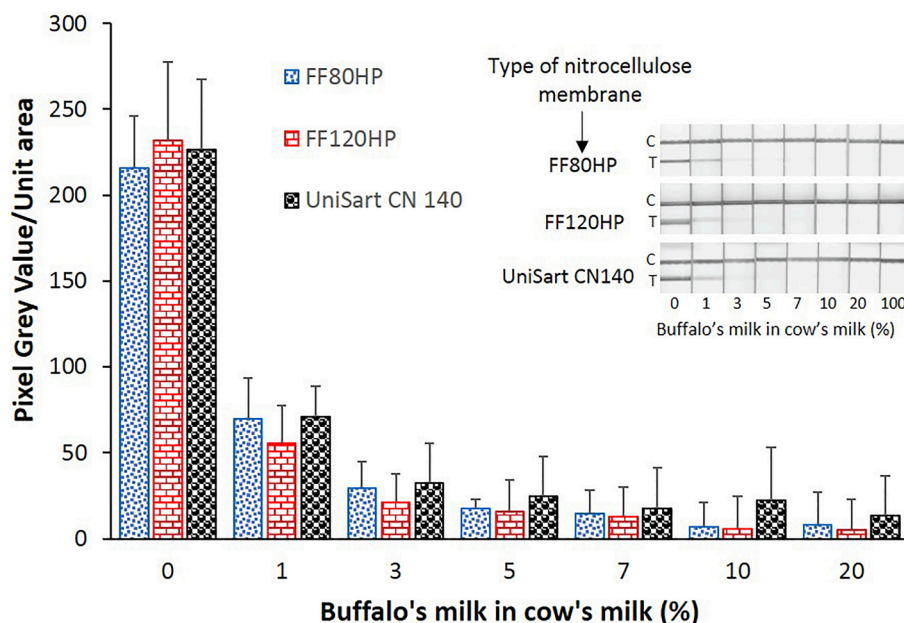 Pixel Grey Value/Unit area
300
250
200
150
100
50
0
FF80HP
FF120HP
UniSart CN 140
Type of nitrocellulose
membrane
FF80HP
C
T
FF120HP
C
T
UniSart CN140
C
T
0 1 3 5 7 10 20 100
Buffalo's milk in cow's milk (%)
0 1 3 5 7 10 20
Buffalo's milk in cow's milk (%)